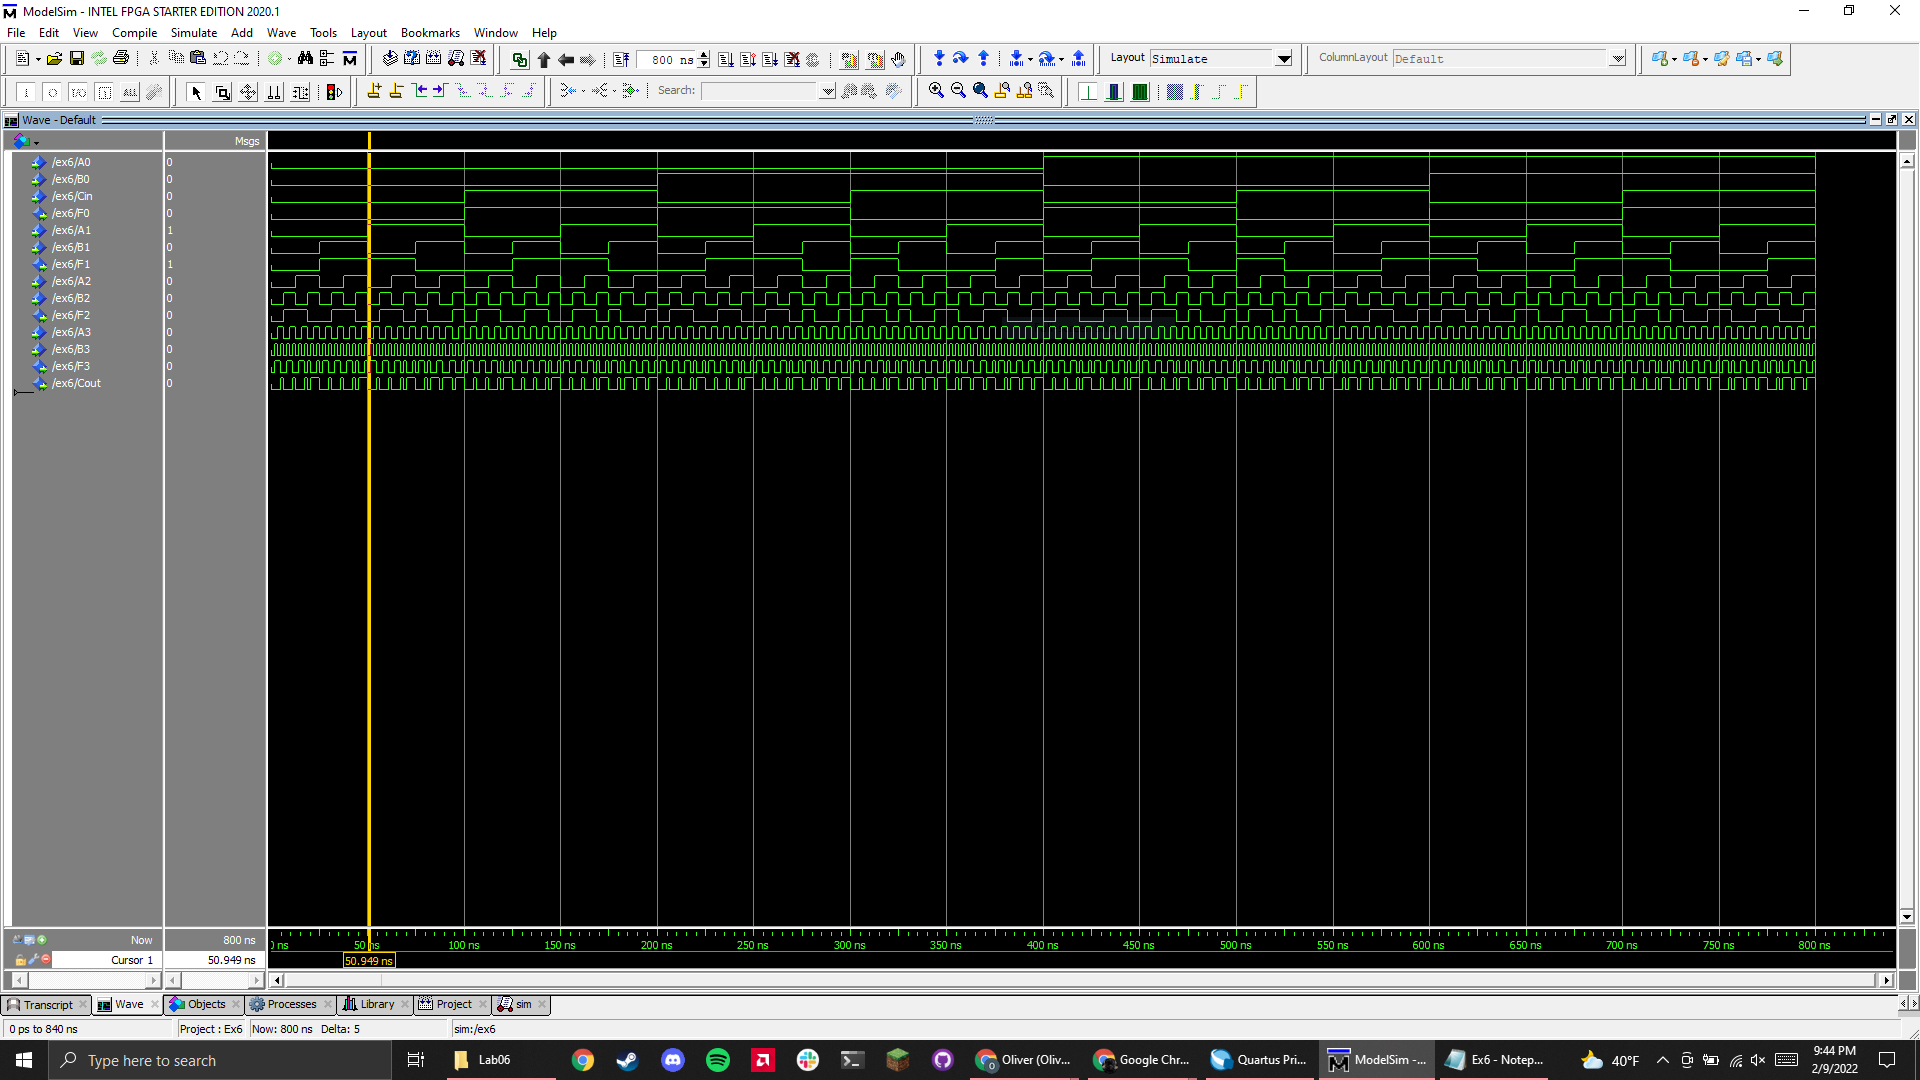 ModelSim - INTEL FPGA STARTER EDITION 2020.1
File Edit View Compile Simulate Add Wave Tools Layout Bookmarks Window Help
800 ns
Layout Simulate
ColumnLayout Default
ALL
Search:
Wave - Default
Msgs
/ex6/A0 0
/ex6/B0 0
/ex6/Cin 0
/ex6/F0 0
/ex6/A1 1
/ex6/B1 0
/ex6/F1 1
/ex6/A2 0
/ex6/B2 0
/ex6/F2 0
/ex6/A3 0
/ex6/B3 0
/ex6/F3 0
/ex6/Cout 0
Now 800 ns
Cursor 1 50.949 ns
ns 50 ns 100 ns 150 ns 200 ns 250 ns 300 ns 350 ns 400 ns 450 ns 500 ns 550 ns 600 ns 650 ns 700 ns 750 ns 800 ns
50.949 ns
Transcript Wave Objects Processes Library Project sim
0 ps to 840 ns Project : Ex6 Now: 800 ns Delta: 5 sim:/ex6
Type here to search
Lab06
Oliver (Oliv...
Google Chr...
Quartus Pri...
ModelSim -...
Ex6 - Notep...
40°F
9:44 PM
2/9/2022